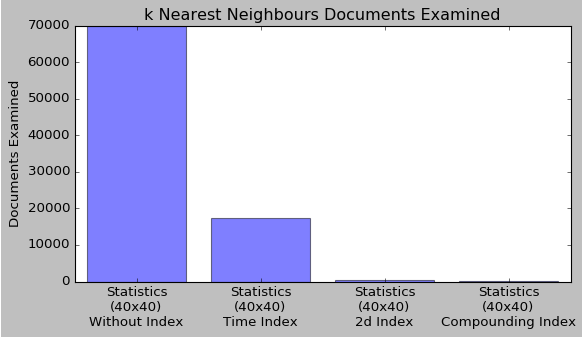 k Nearest Neighbours Documents Examined
Documents Examined
70000
60000
50000
40000
30000
20000
10000
0
Statistics
(40x40)
Without Index
Statistics
(40x40)
Time Index
Statistics
(40x40)
2d Index
Statistics
(40x40)
Compounding Index